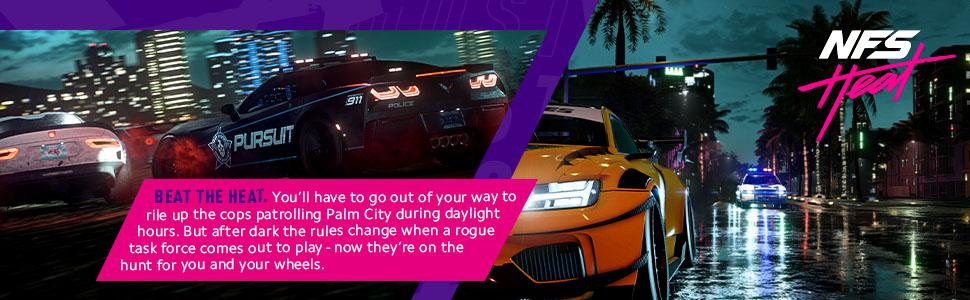 NFS
Heat
911
POLICE
PURSUIT
BEAT THE HEAT. You'll have to go out of your way to
rile up the cops patrolling Palm City during daylight
hours. But after dark the rules change when a rogue
task force comes out to play - now they're on the
hunt for you and your wheels.